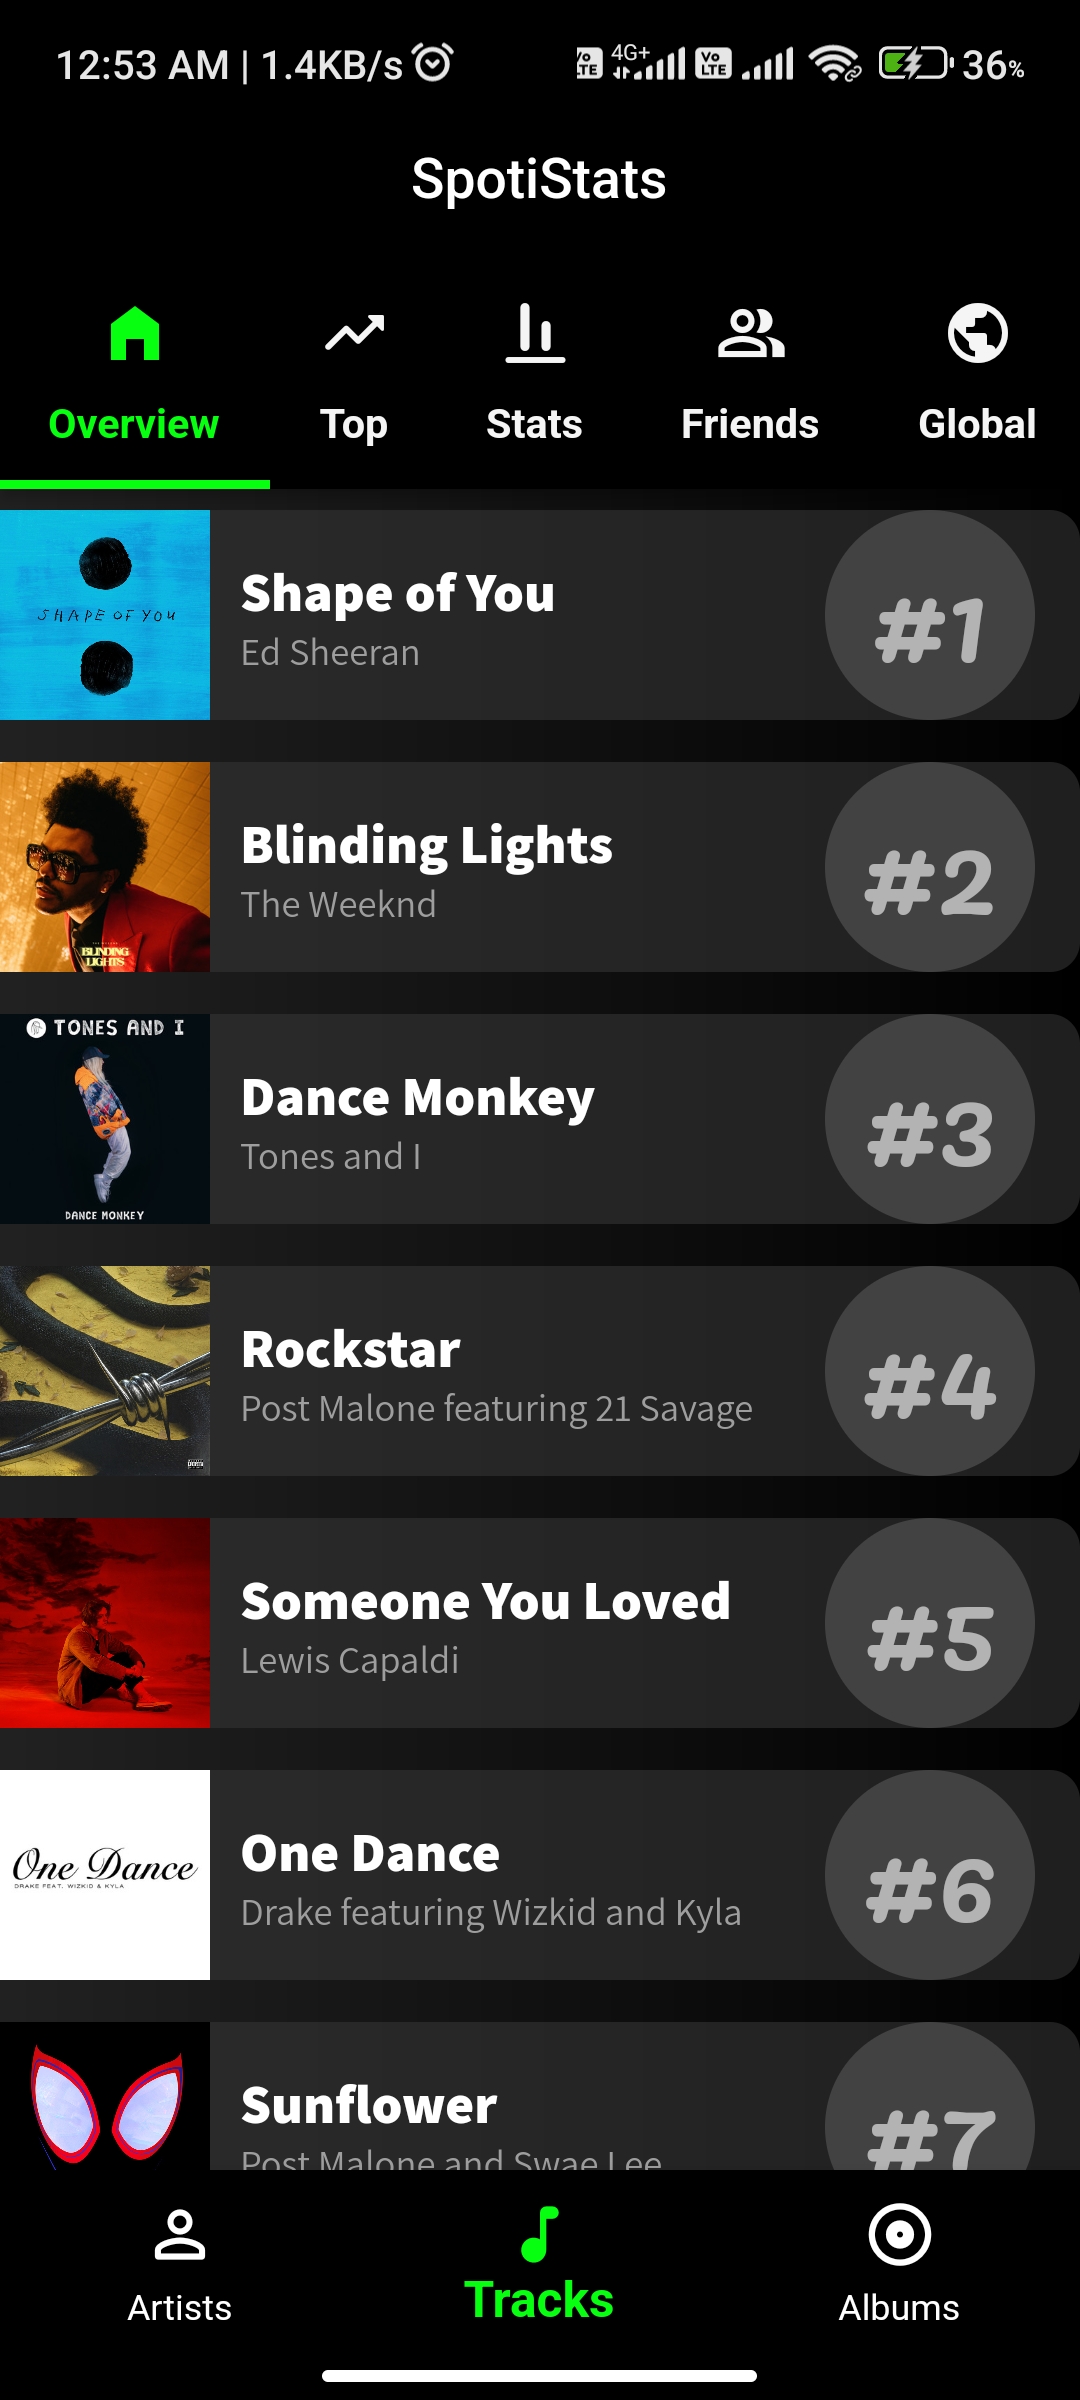 12:53 AM | 1.4KB/s 4G+ Vo LTE 36%
SpotiStats
Overview Top Stats Friends Global
SHAPE OF YOU
Shape of You
Ed Sheeran
#1
BLINDING
LIGHTS
Blinding Lights
The Weeknd
#2
TONES AND I
DANCE MONKEY
Dance Monkey
Tones and I
#3
Rockstar
Post Malone featuring 21 Savage
#4
Someone You Loved
Lewis Capaldi
#5
One Dance
DRAKE FEAT. WIZKID & KYLA
One Dance
Drake featuring Wizkid and Kyla
#6
Sunflower
Post Malone and Swae Lee
#7
Artists Tracks Albums